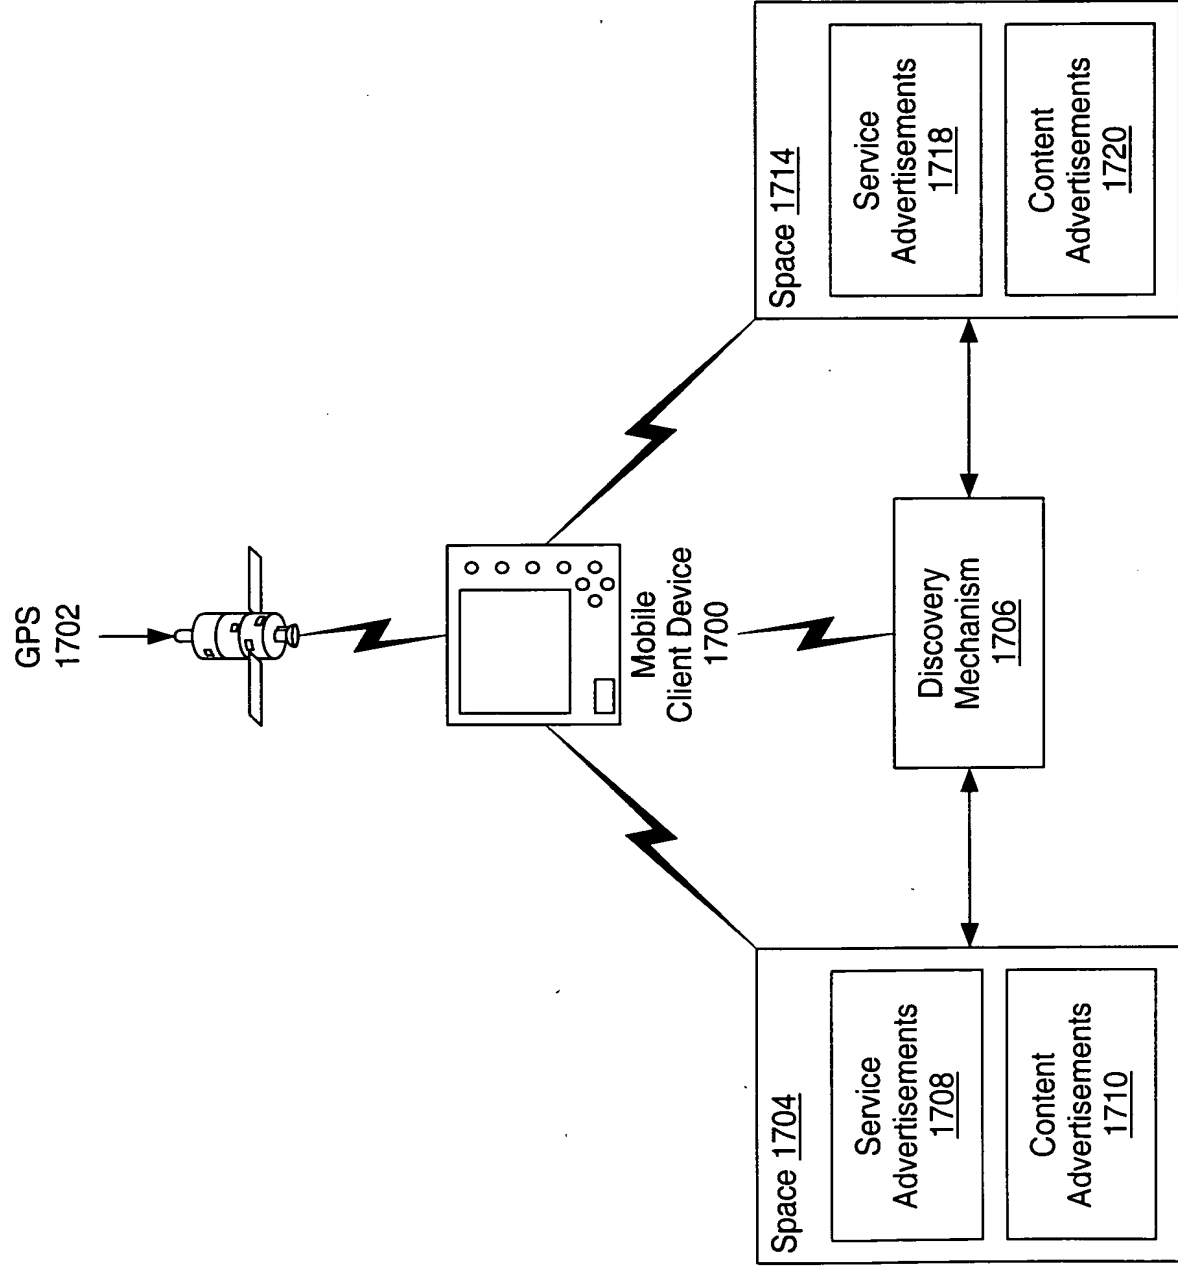 GPS
1702
Mobile
Client Device
1700
Discovery
Mechanism
1706
Space 1704
Service
Advertisements
1708
Content
Advertisements
1710
Space 1714
Service
Advertisements
1718
Content
Advertisements
1720